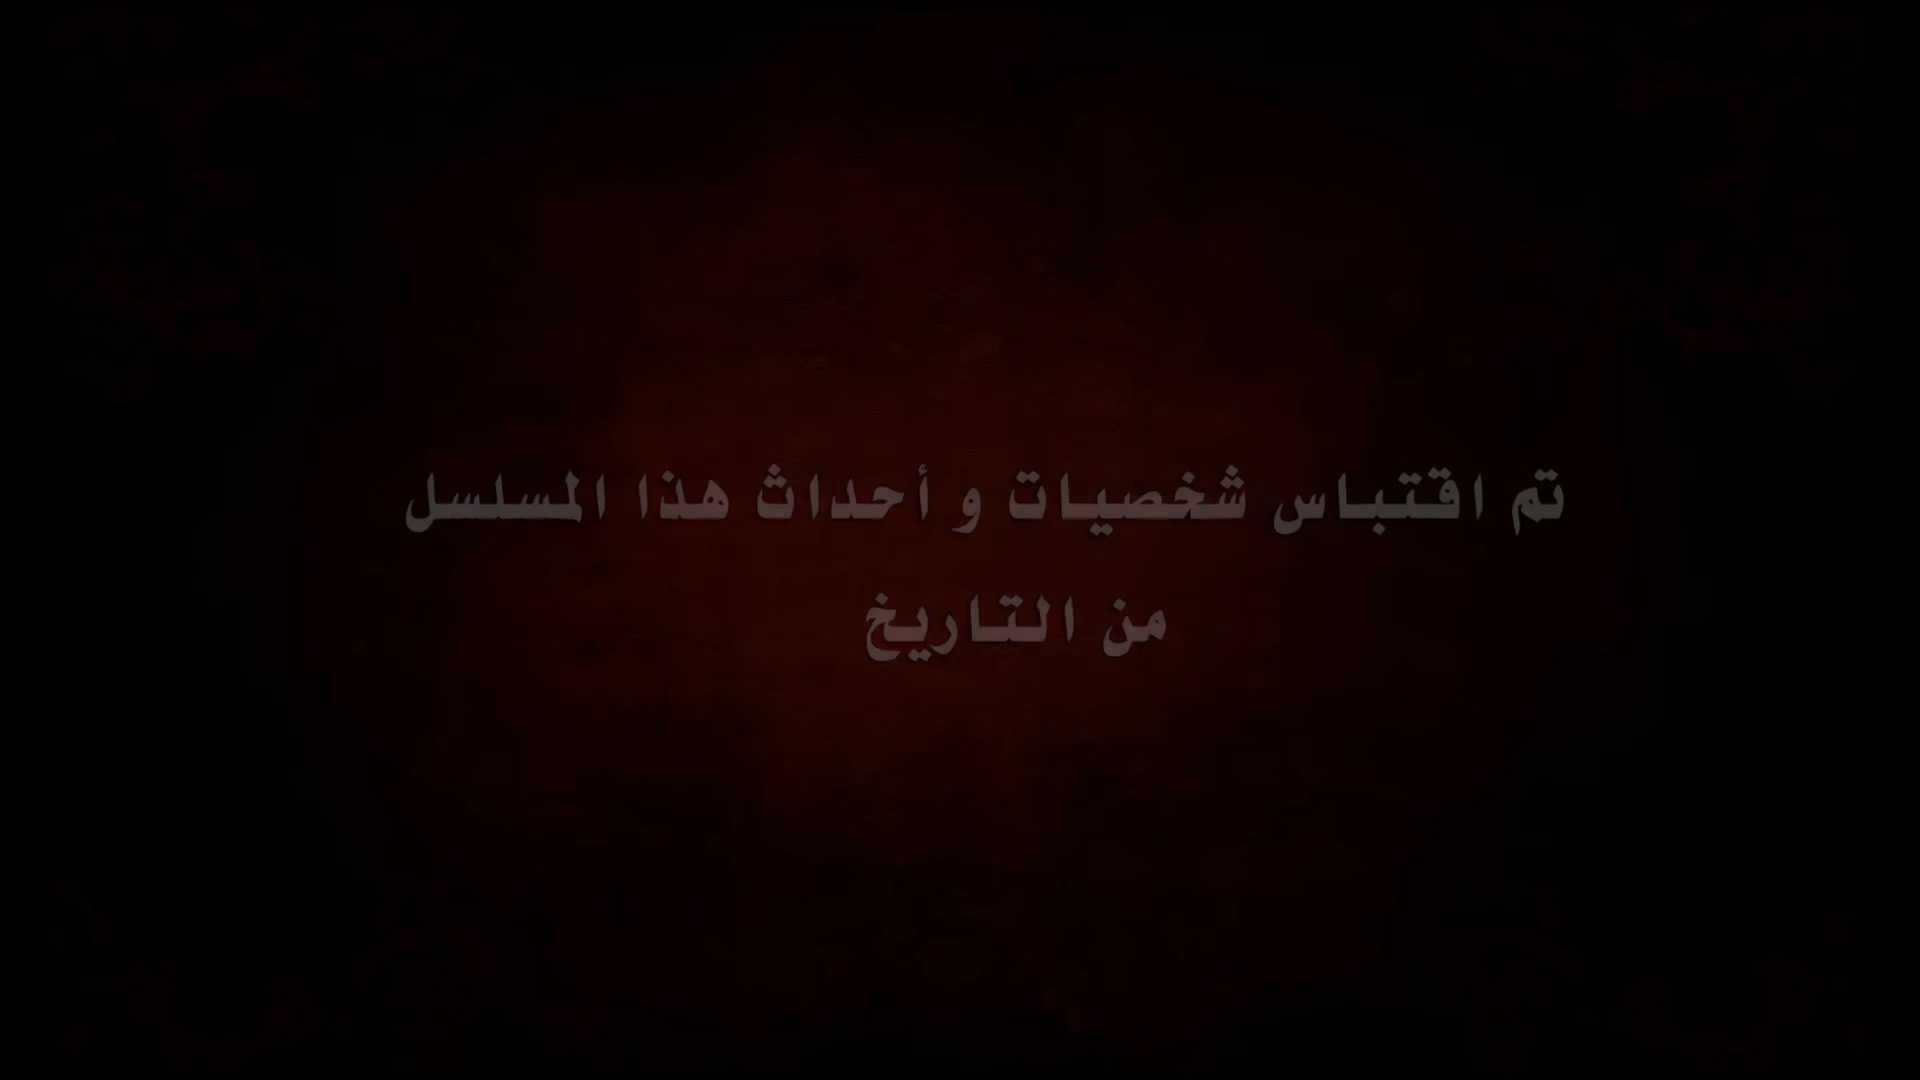 تم اقتباس شخصيات و أحداث هذا المسلسل
من التاريخ